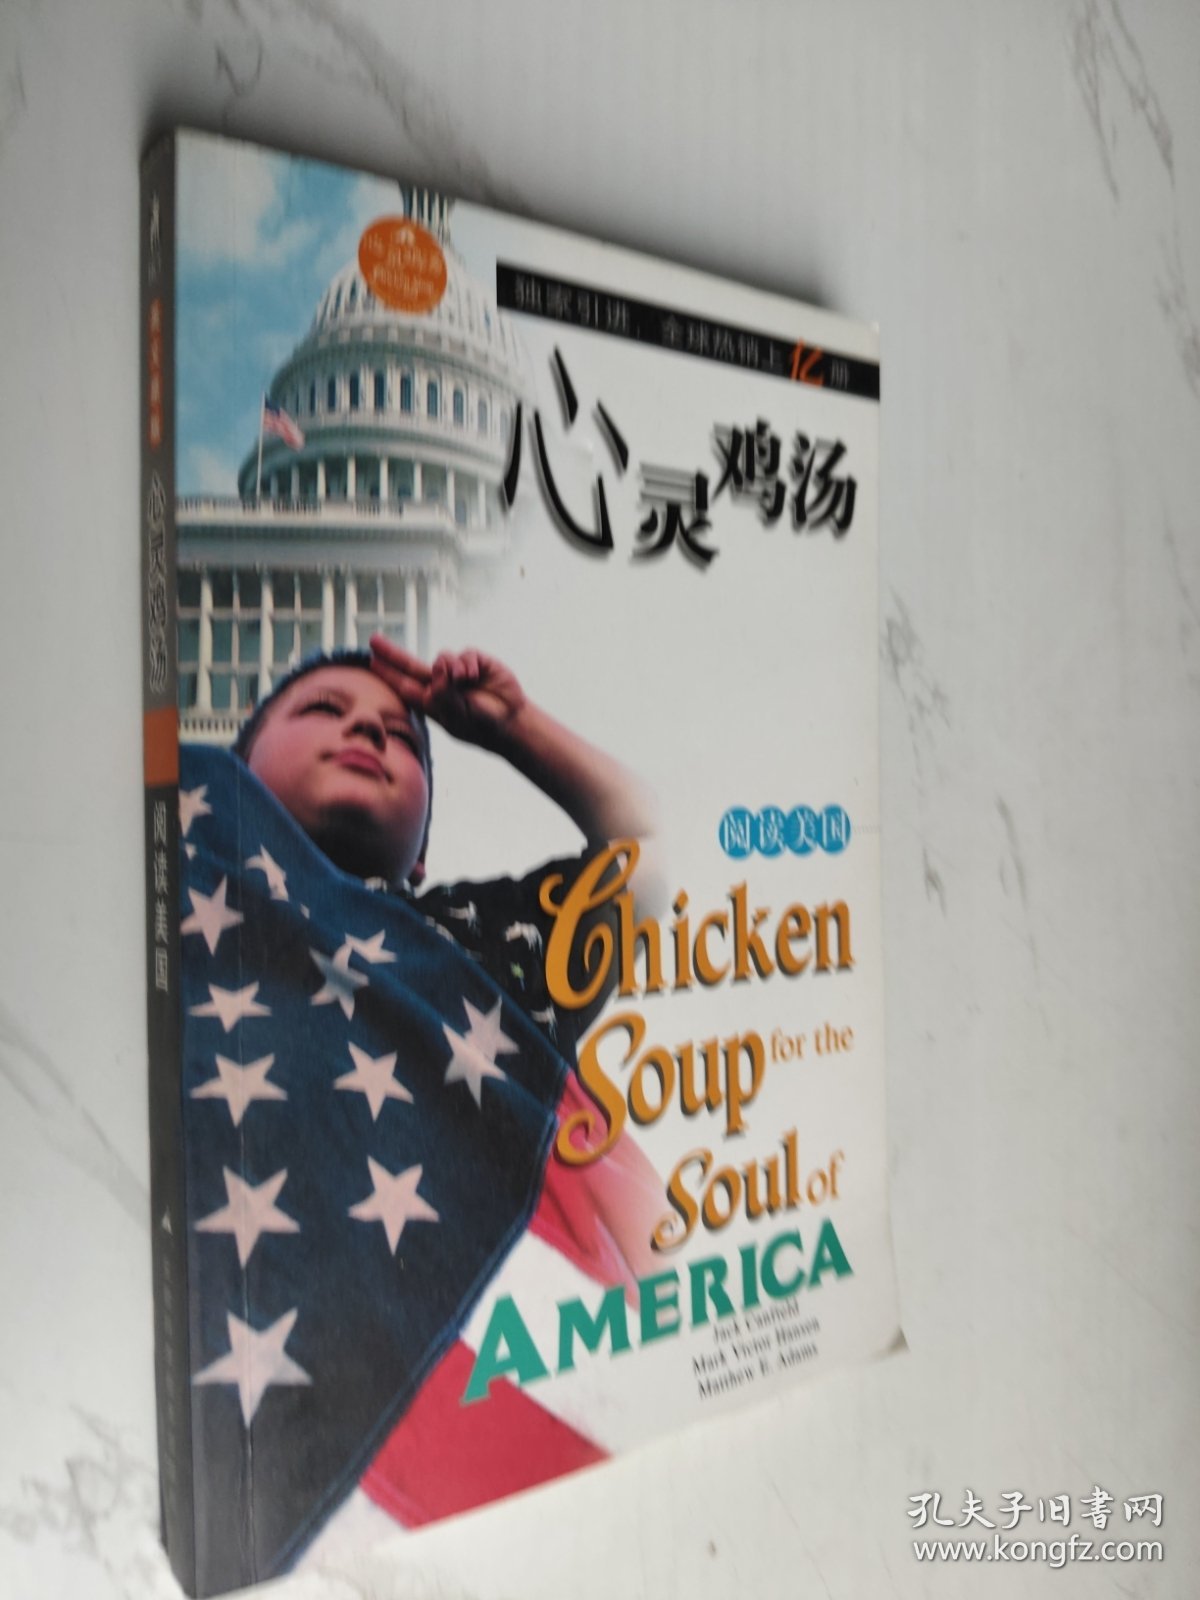 独家引进，全球热销上亿册
心灵鸡汤
阅读美国
Chicken
Soup for the
Soul of
AMERICA
Jack Canfield
Mark Victor Hansen
Matthew E. Adams
心灵鸡汤
阅读美国
孔夫子旧书网
www.kongfz.com